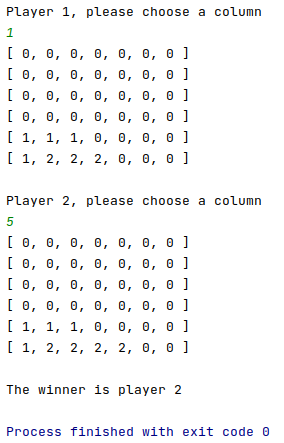 Player 1, please choose a column
1
[ 0, 0, 0, 0, 0, 0, 0 ]
[ 0, 0, 0, 0, 0, 0, 0 ]
[ 0, 0, 0, 0, 0, 0, 0 ]
[ 0, 0, 0, 0, 0, 0, 0 ]
[ 1, 1, 1, 0, 0, 0, 0 ]
[ 1, 2, 2, 2, 0, 0, 0 ]
Player 2, please choose a column
5
[ 0, 0, 0, 0, 0, 0, 0 ]
[ 0, 0, 0, 0, 0, 0, 0 ]
[ 0, 0, 0, 0, 0, 0, 0 ]
[ 0, 0, 0, 0, 0, 0, 0 ]
[ 1, 1, 1, 0, 0, 0, 0 ]
[ 1, 2, 2, 2, 2, 0, 0 ]
The winner is player 2
Process finished with exit code 0